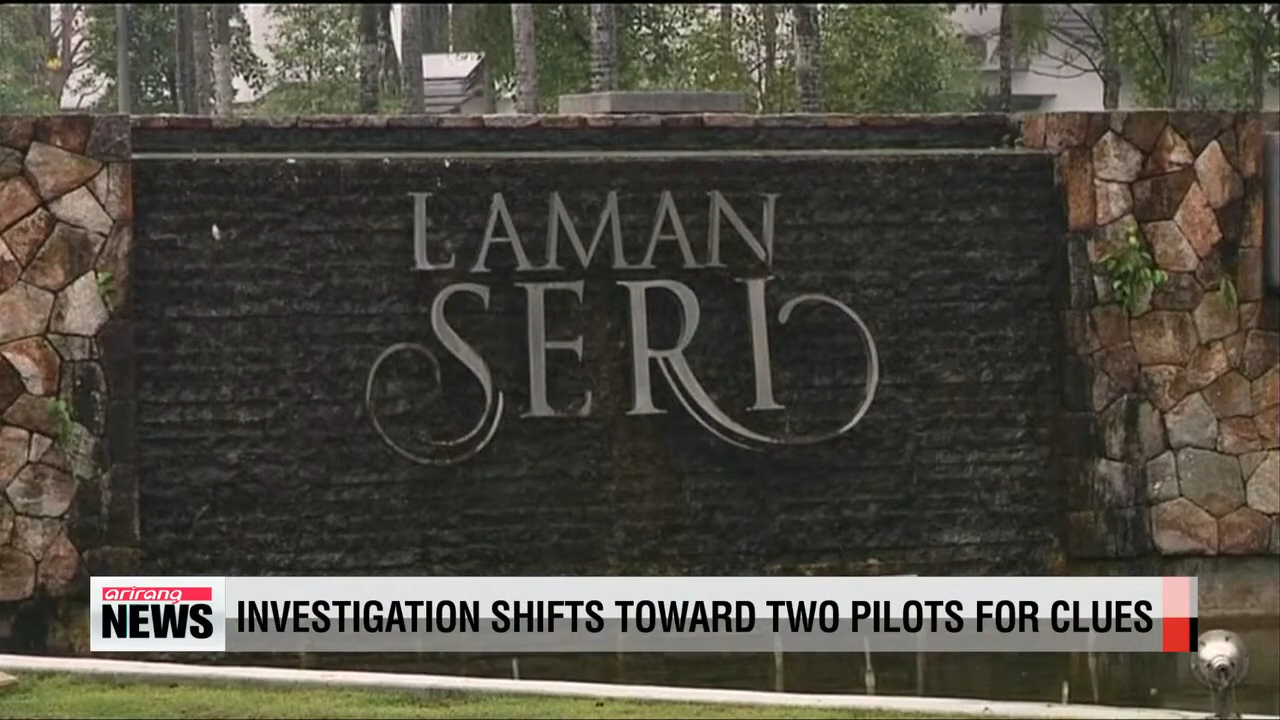 LAMAN
SERI
arirang
NEWS
INVESTIGATION SHIFTS TOWARD TWO PILOTS FOR CLUES